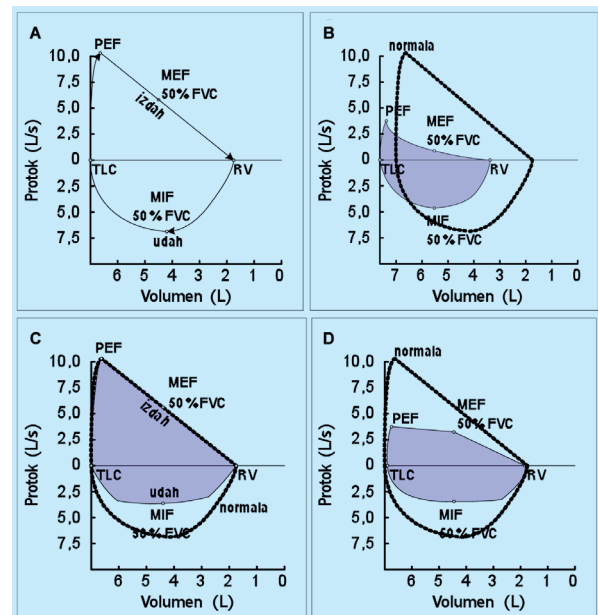 A
PEF
10,0
7,5
5,0
2,5
0
2,5
5,0
7,5
Protok (L/s)
MEF
50% FVC
izdah
TLC
RV
MIF
50% FVC
udah
6 5 4 3 2 1 0
Volumen (L)
B
normala
10,0
7,5
5,0
2,5
0
2,5
5,0
7,5
Protok (L/s)
PEF
MEF
50% FVC
TLC
RV
MIF
50% FVC
7 6 5 4 3 2 1 0
Volumen (L)
C
PEF
10,0
7,5
5,0
2,5
0
2,5
5,0
7,5
Protok (L/s)
MEF
50% FVC
izdah
TLC
RV
udah
MIF
50% FVC
normala
6 5 4 3 2 1 0
Volumen (L)
D
normala
10,0
7,5
5,0
2,5
0
2,5
5,0
7,5
Protok (L/s)
PEF
MEF
50% FVC
TLC
RV
MIF
50% FVC
6 5 4 3 2 1 0
Volumen (L)